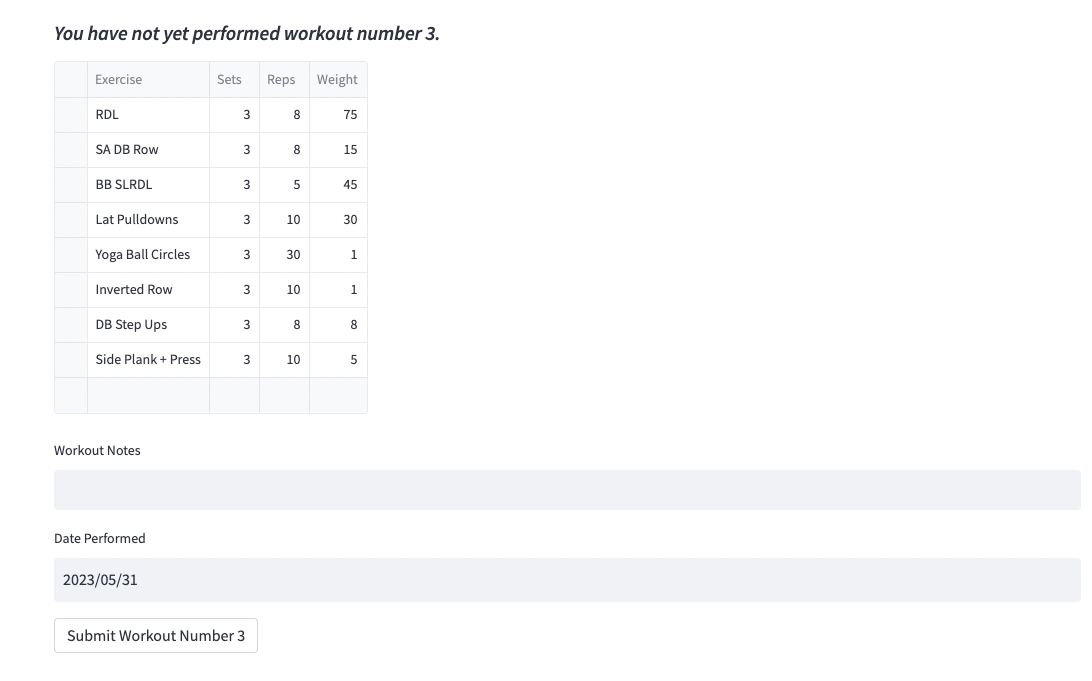 You have not yet performed workout number 3.
Exercise Sets Reps Weight
RDL 3 8 75
SA DB Row 3 8 15
BB SLRDL 3 5 45
Lat Pulldowns 3 10 30
Yoga Ball Circles 3 30 1
Inverted Row 3 10 1
DB Step Ups 3 8 8
Side Plank + Press 3 10 5
Workout Notes
Date Performed
2023/05/31
Submit Workout Number 3